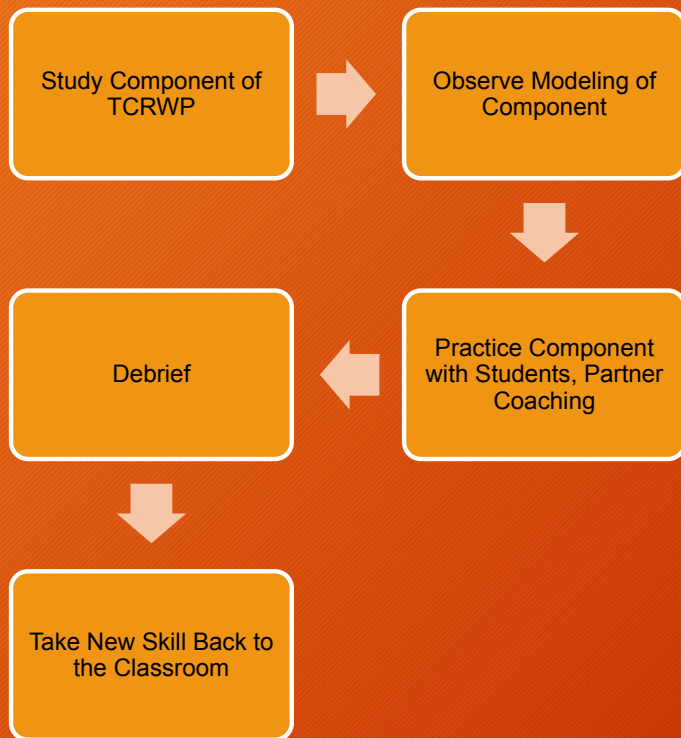 Study Component of
TCRWP
Observe Modeling of
Component
Practice Component
with Students, Partner
Coaching
Debrief
Take New Skill Back to
the Classroom